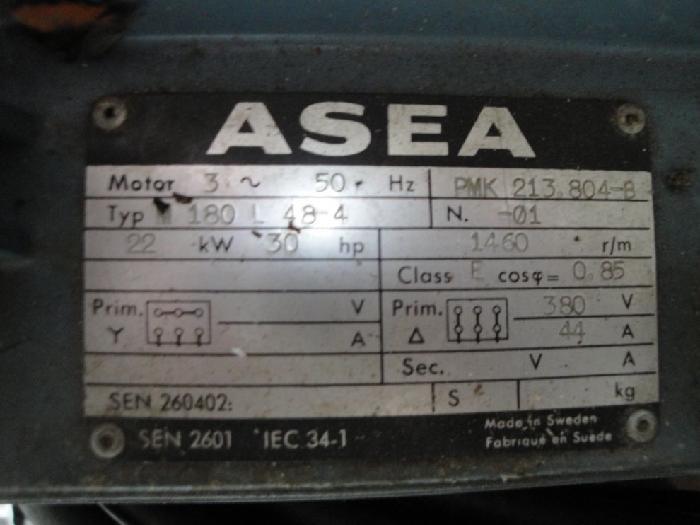 ASEA
Motor 3 ~ 50 Hz PMK 213.804-B
Typ 180 L 48-4 N. -01
22 kW 30 hp 1460 r/m
Class E cosφ= 0.85
Prim. Y V A
Prim. Δ 380 V
44 A
Sec. V A
SEN 260402: S kg
SEN 2601 IEC 34-1
Made in Sweden
Fabriqué en Suède